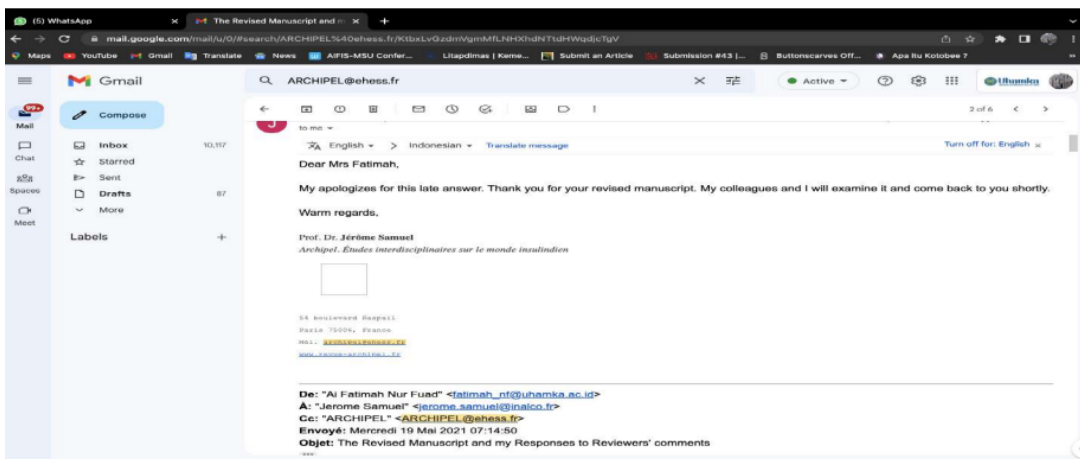 (5) WhatsApp
The Revised Manuscript and m
mail.google.com/mail/u/0/#search/ARCHIPEL%40ehess.fr/KtbxLvGzdmVgmMfLNHXhdNTtdHWqdjcTgV
Maps YouTube Gmail Translate News AIFIS-MSU Confer... Litapdimas | Keme... Submit an Article Submission #43 |... Buttonscarves Off... Apa Itu Kotobee ?
Gmail
ARCHIPEL@ehess.fr
Active
Uhamka
99+
Mail
Chat
Spaces
Meet
Compose
Inbox 10,117
Starred
Sent
Drafts 87
More
Labels
2 of 6
to me
English > Indonesian Translate message
Turn off for: English
Dear Mrs Fatimah,
My apologizes for this late answer. Thank you for your revised manuscript. My colleagues and I will examine it and come back to you shortly.
Warm regards,
Prof. Dr. Jérôme Samuel
Archipel. Études interdisciplinaires sur le monde insulindien
54 boulevard Raspail
Paris 75006, France
archipel@ehess.fr
www.revue-archipel.fr
De: "Ai Fatimah Nur Fuad" <fatimah_nf@uhamka.ac.id>
À: "Jerome Samuel" <jerome.samuel@inalco.fr>
Cc: "ARCHIPEL" <ARCHIPEL@ehess.fr>
Envoyé: Mercredi 19 Mai 2021 07:14:50
Objet: The Revised Manuscript and my Responses to Reviewers' comments